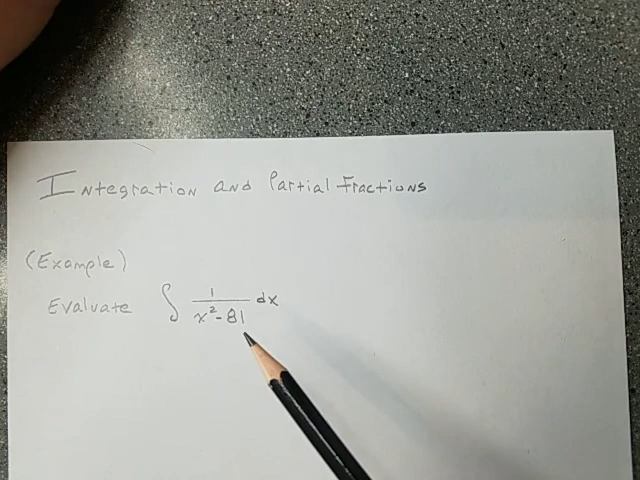 Integration and Partial Fractions
(Example)
Evaluate ∫ 1/(x²-81) dx